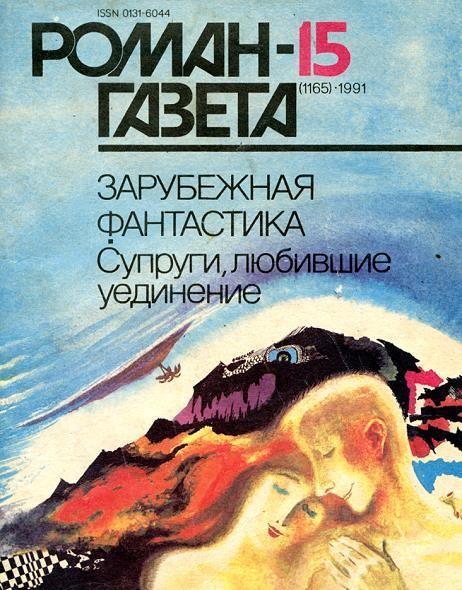 ISSN 0131-6044
РОМАН-15
ГАЗЕТА (1165)·1991
ЗАРУБЕЖНАЯ
ФАНТАСТИКА
Супруги, любившие
уединение